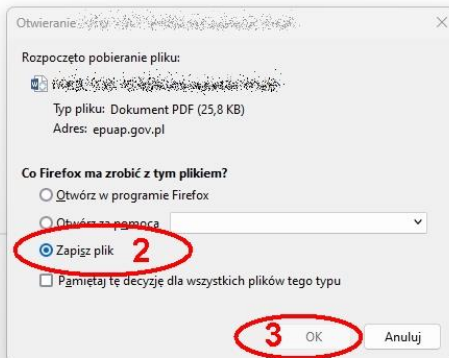 Otwieranie
Rozpoczęto pobieranie pliku:
Typ pliku: Dokument PDF (25,8 KB)
Adres: epuap.gov.pl
Co Firefox ma zrobić z tym plikiem?
Otwórz w programie Firefox
Otwórz za pomocą
Zapisz plik 2
Pamiętaj tę decyzję dla wszystkich plików tego typu
3 OK Anuluj